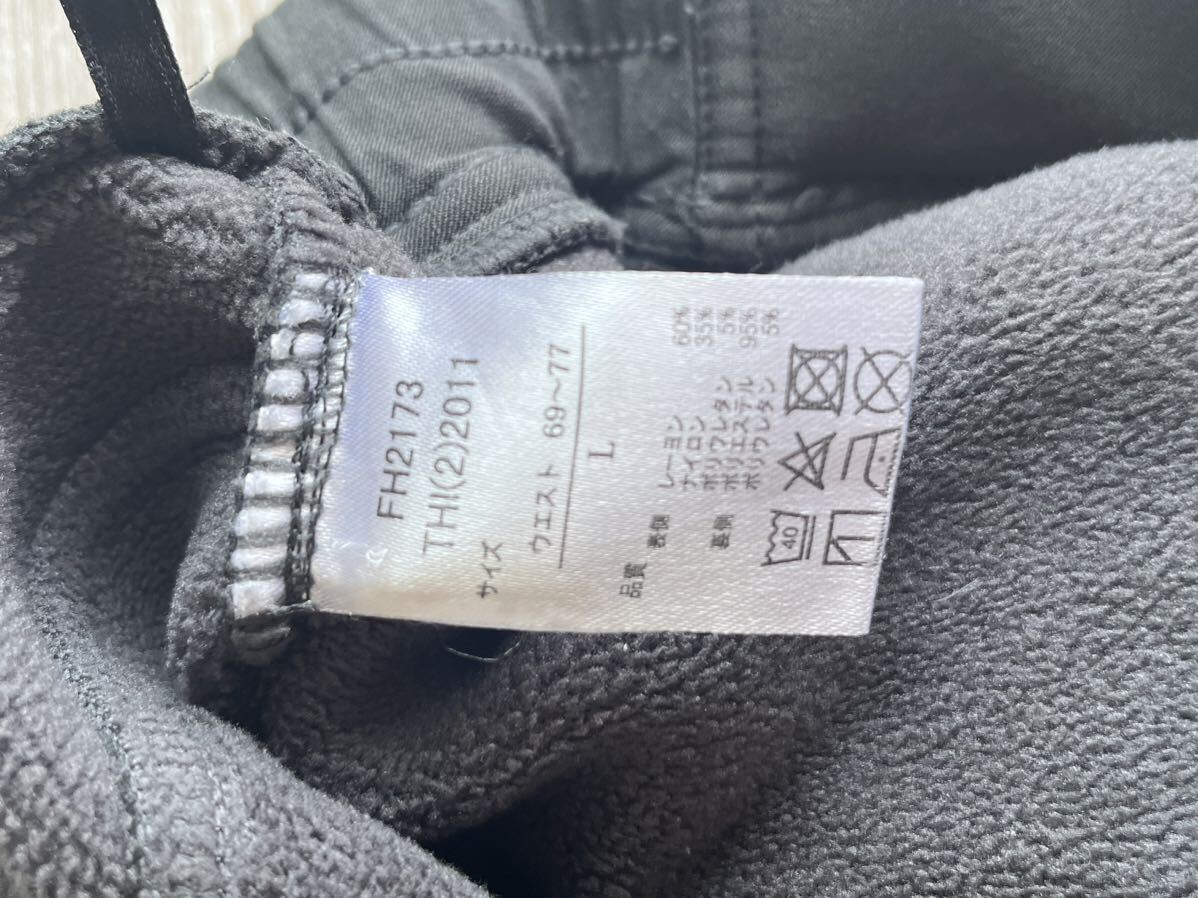 FH2173
THI(2)2011
サイズ
ウエスト 69~77
L
品質 表側 レーヨン 60%
ナイロン 35%
ポリウレタン 5%
裏側 ポリエステル 95%
ポリウレタン 5%
40